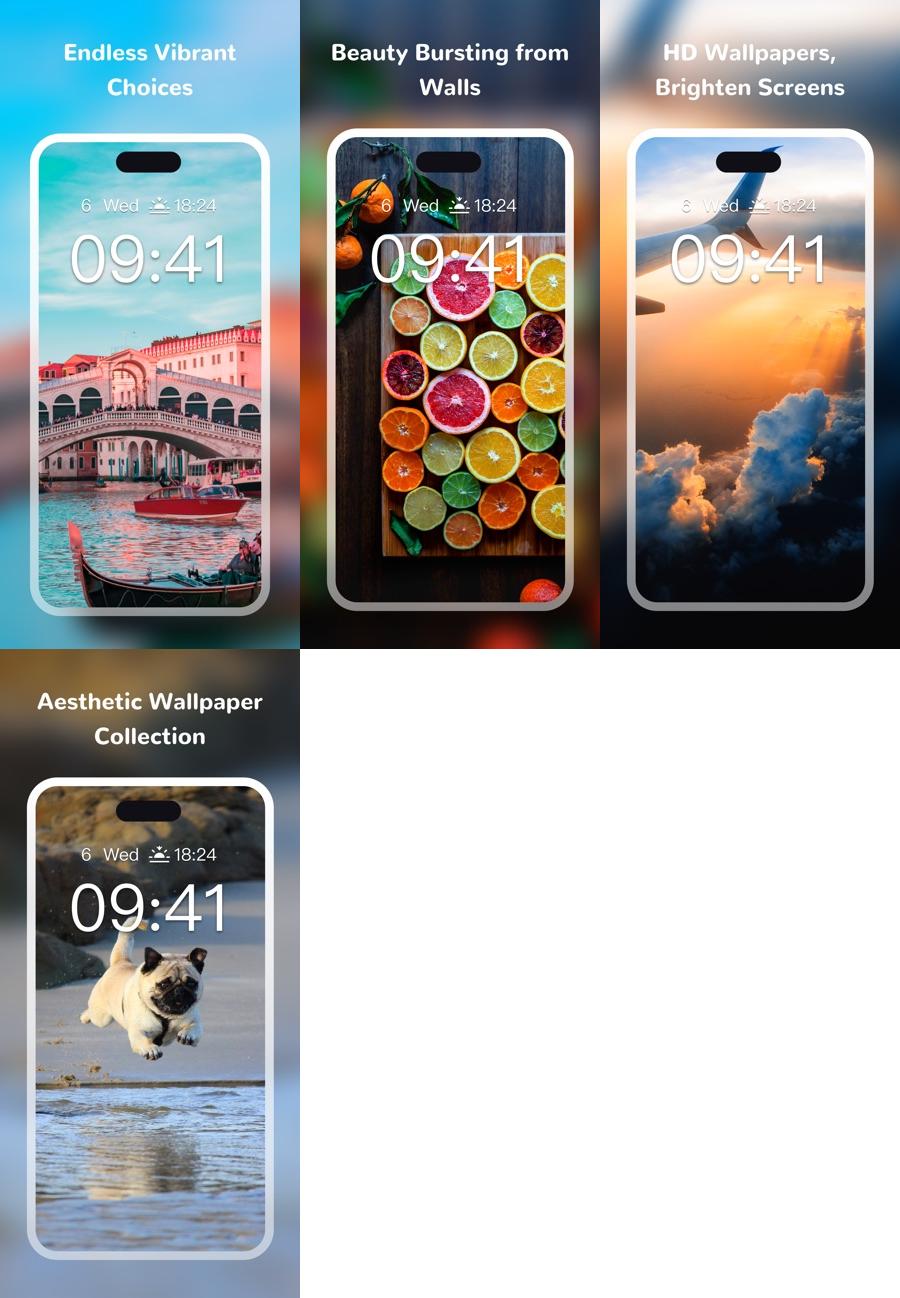 Endless Vibrant
Choices
6 Wed 18:24
09:41
Beauty Bursting from
Walls
6 Wed 18:24
09:41
HD Wallpapers,
Brighten Screens
6 Wed 18:24
09:41
Aesthetic Wallpaper
Collection
6 Wed 18:24
09:41